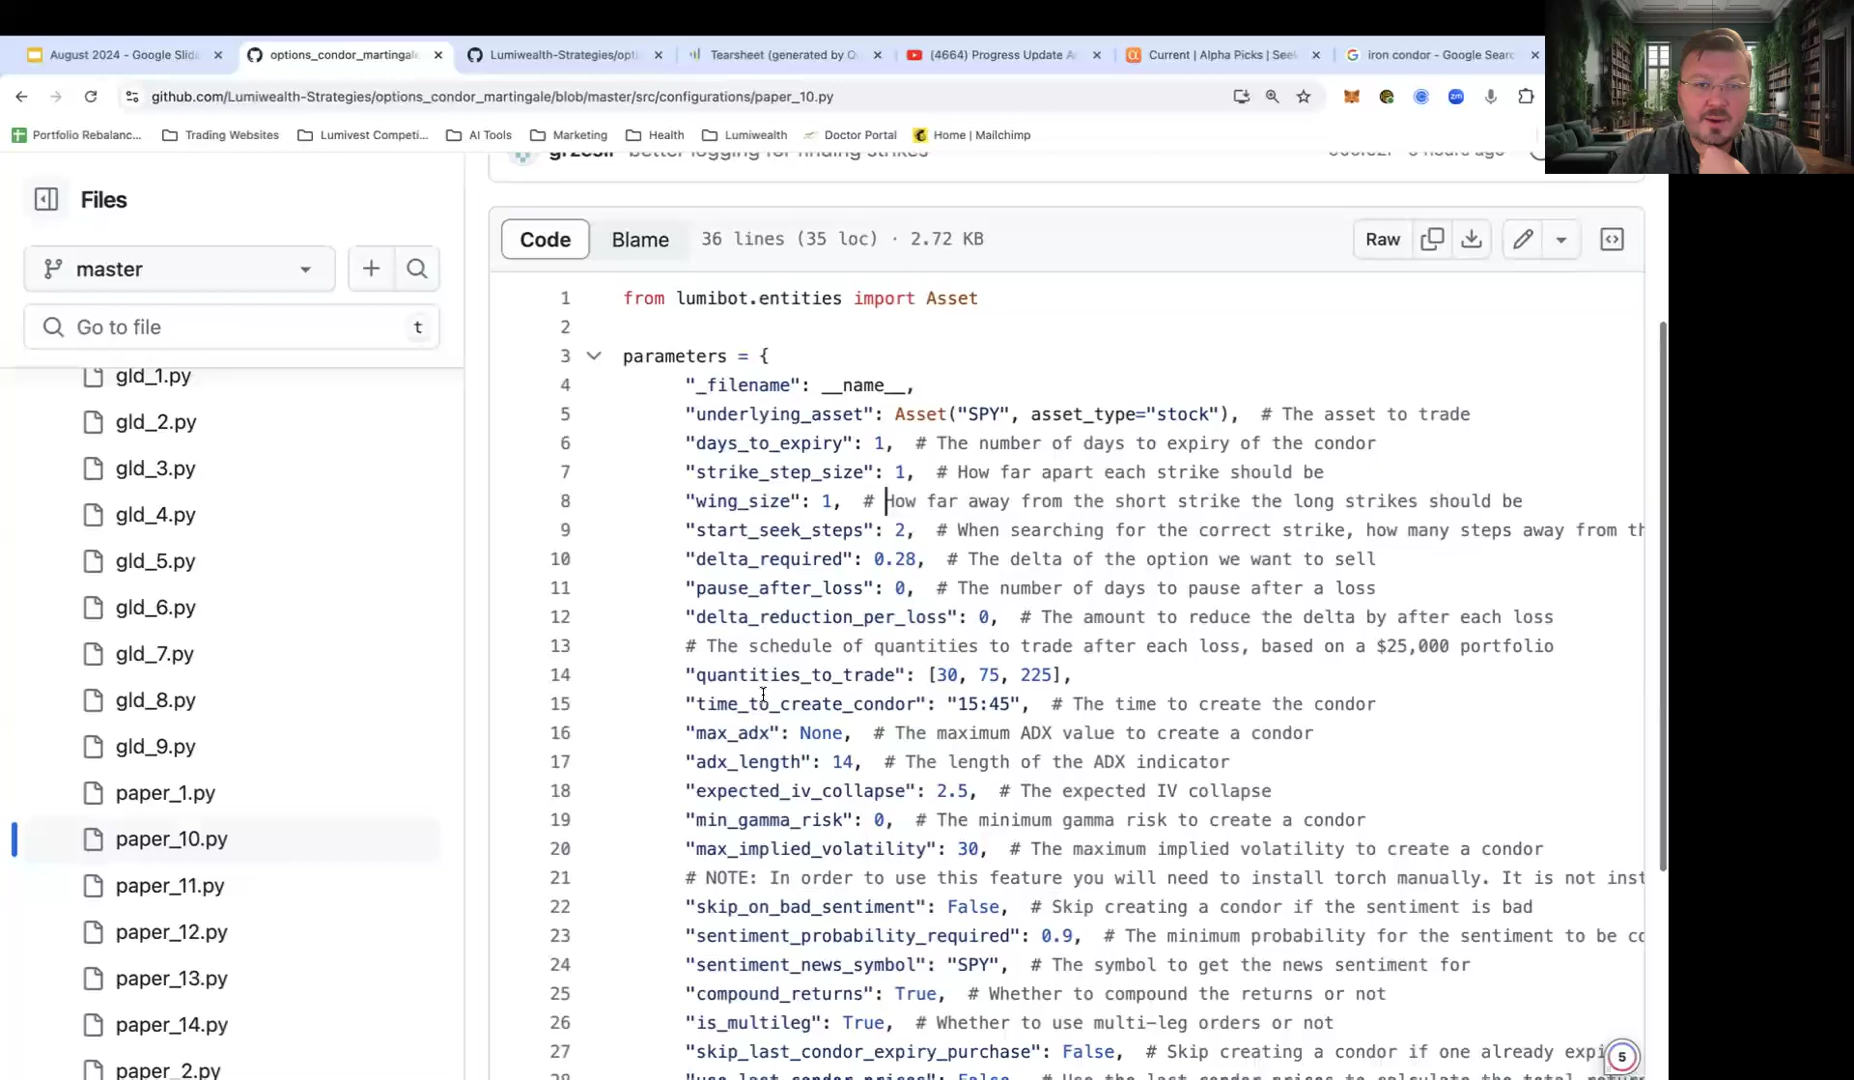 August 2024 - Google Slide
options_condor_martingale
Lumiwealth-Strategies/opti
Tearsheet (generated by Q
(4664) Progress Update A
Current | Alpha Picks | Seek
iron condor - Google Searc
github.com/Lumiwealth-Strategies/options_condor_martingale/blob/master/src/configurations/paper_10.py
Portfolio Rebalanc...
Trading Websites
Lumivest Competi...
AI Tools
Marketing
Health
Lumiwealth
Doctor Portal
Home | Mailchimp
better logging for finding strikes
Files
master
Go to file
t
gld_1.py
gld_2.py
gld_3.py
gld_4.py
gld_5.py
gld_6.py
gld_7.py
gld_8.py
gld_9.py
paper_1.py
paper_10.py
paper_11.py
paper_12.py
paper_13.py
paper_14.py
paper_2.py
Code Blame 36 lines (35 loc) · 2.72 KB
Raw
1 from lumibot.entities import Asset
2
3 parameters = {
4 "_filename": __name__,
5 "underlying_asset": Asset("SPY", asset_type="stock"), # The asset to trade
6 "days_to_expiry": 1, # The number of days to expiry of the condor
7 "strike_step_size": 1, # How far apart each strike should be
8 "wing_size": 1, # How far away from the short strike the long strikes should be
9 "start_seek_steps": 2, # When searching for the correct strike, how many steps away from th
10 "delta_required": 0.28, # The delta of the option we want to sell
11 "pause_after_loss": 0, # The number of days to pause after a loss
12 "delta_reduction_per_loss": 0, # The amount to reduce the delta by after each loss
13 # The schedule of quantities to trade after each loss, based on a $25,000 portfolio
14 "quantities_to_trade": [30, 75, 225],
15 "time_to_create_condor": "15:45", # The time to create the condor
16 "max_adx": None, # The maximum ADX value to create a condor
17 "adx_length": 14, # The length of the ADX indicator
18 "expected_iv_collapse": 2.5, # The expected IV collapse
19 "min_gamma_risk": 0, # The minimum gamma risk to create a condor
20 "max_implied_volatility": 30, # The maximum implied volatility to create a condor
21 # NOTE: In order to use this feature you will need to install torch manually. It is not inst
22 "skip_on_bad_sentiment": False, # Skip creating a condor if the sentiment is bad
23 "sentiment_probability_required": 0.9, # The minimum probability for the sentiment to be co
24 "sentiment_news_symbol": "SPY", # The symbol to get the news sentiment for
25 "compound_returns": True, # Whether to compound the returns or not
26 "is_multileg": True, # Whether to use multi-leg orders or not
27 "skip_last_condor_expiry_purchase": False, # Skip creating a condor if one already expi
5